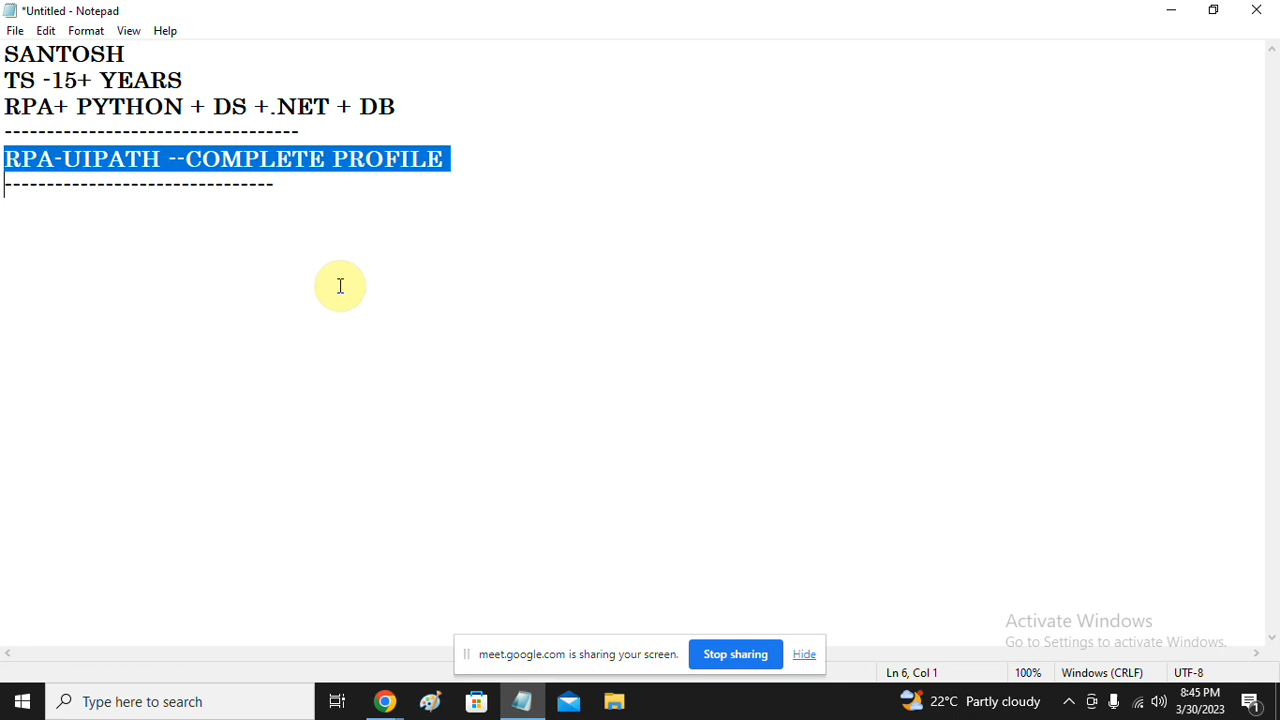 *Untitled - Notepad
File Edit Format View Help
SANTOSH
TS -15+ YEARS
RPA+ PYTHON + DS +.NET + DB
-----------------------------------
RPA-UIPATH --COMPLETE PROFILE
--------------------------------
Activate Windows
Go to Settings to activate Windows.
meet.google.com is sharing your screen. Stop sharing Hide
Ln 6, Col 1 100% Windows (CRLF) UTF-8
Type here to search 22°C Partly cloudy 8:45 PM
3/30/2023 1